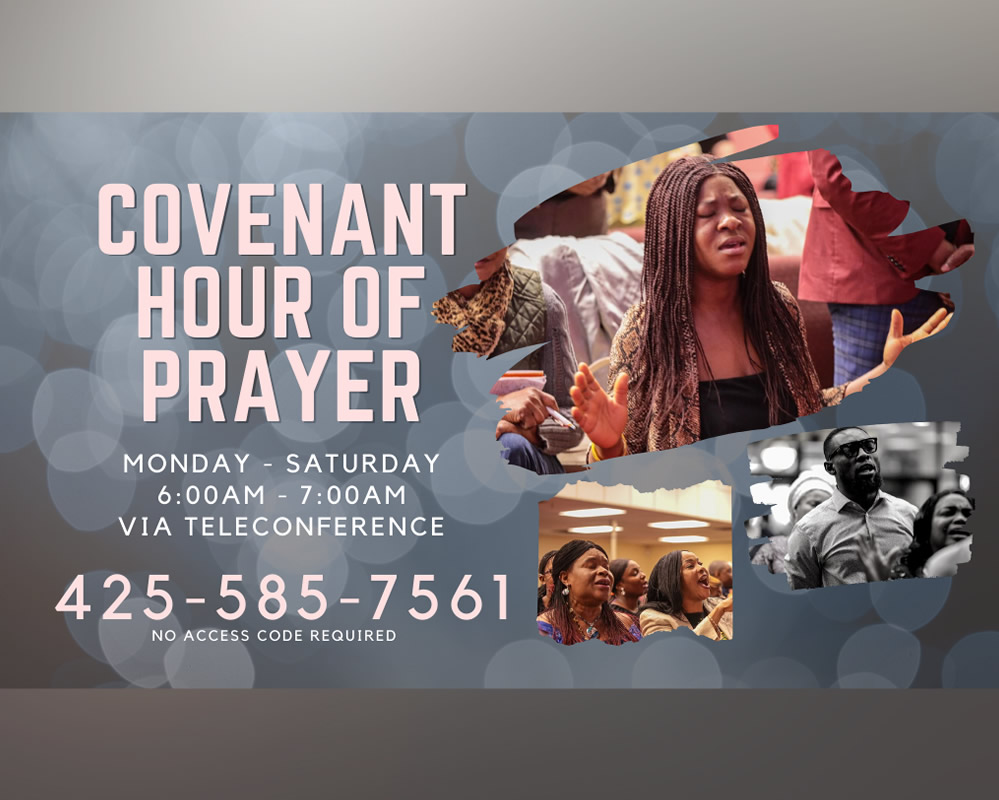 COVENANT
HOUR OF
PRAYER
MONDAY - SATURDAY
6:00AM - 7:00AM
VIA TELECONFERENCE
425-585-7561
NO ACCESS CODE REQUIRED